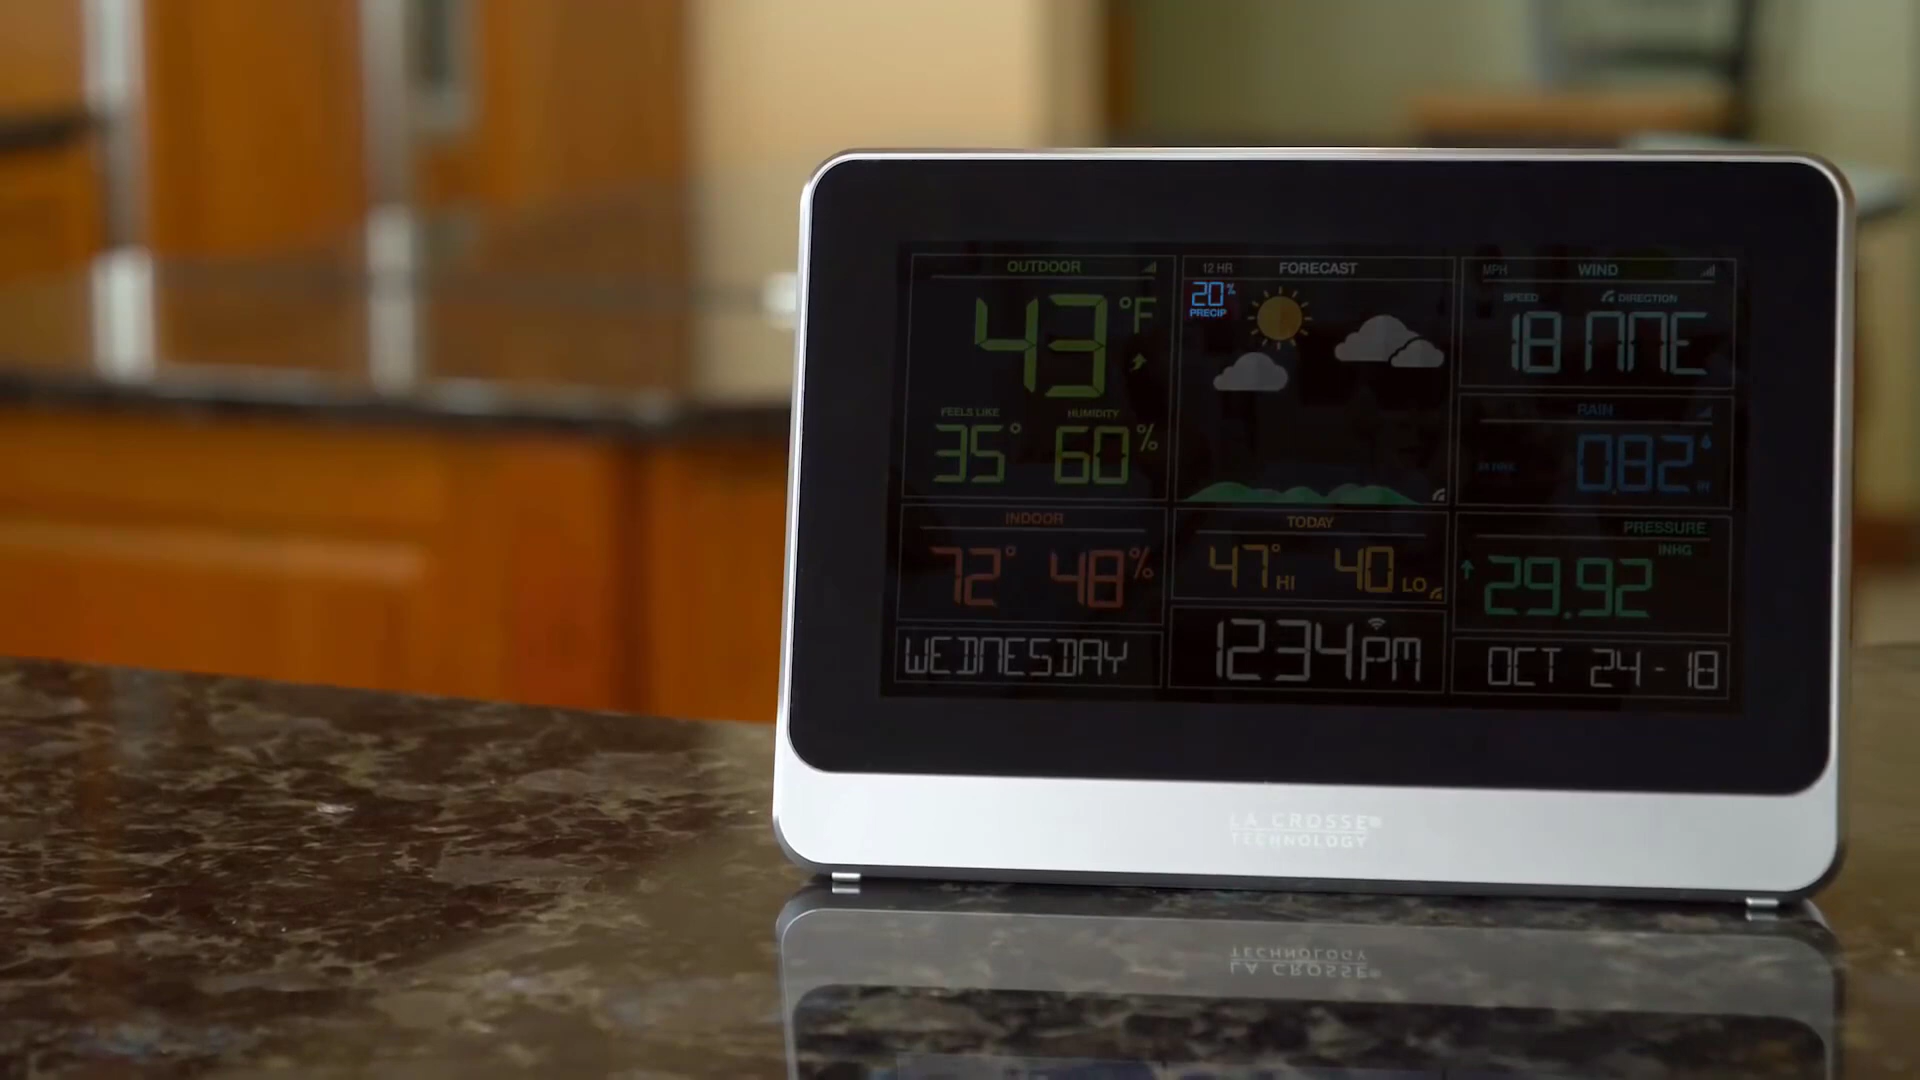 OUTDOOR
43 °F
FEELS LIKE HUMIDITY
35° 60%
12 HR FORECAST
20%
PRECIP
MPH WIND
SPEED DIRECTION
18 NNE
RAIN
0.82 IN
INDOOR
72° 48%
TODAY
47° HI 40 LO
PRESSURE
INHG
29.92
WEDNESDAY
12 34 PM
OCT 24 - 18
LA CROSSE®
TECHNOLOGY